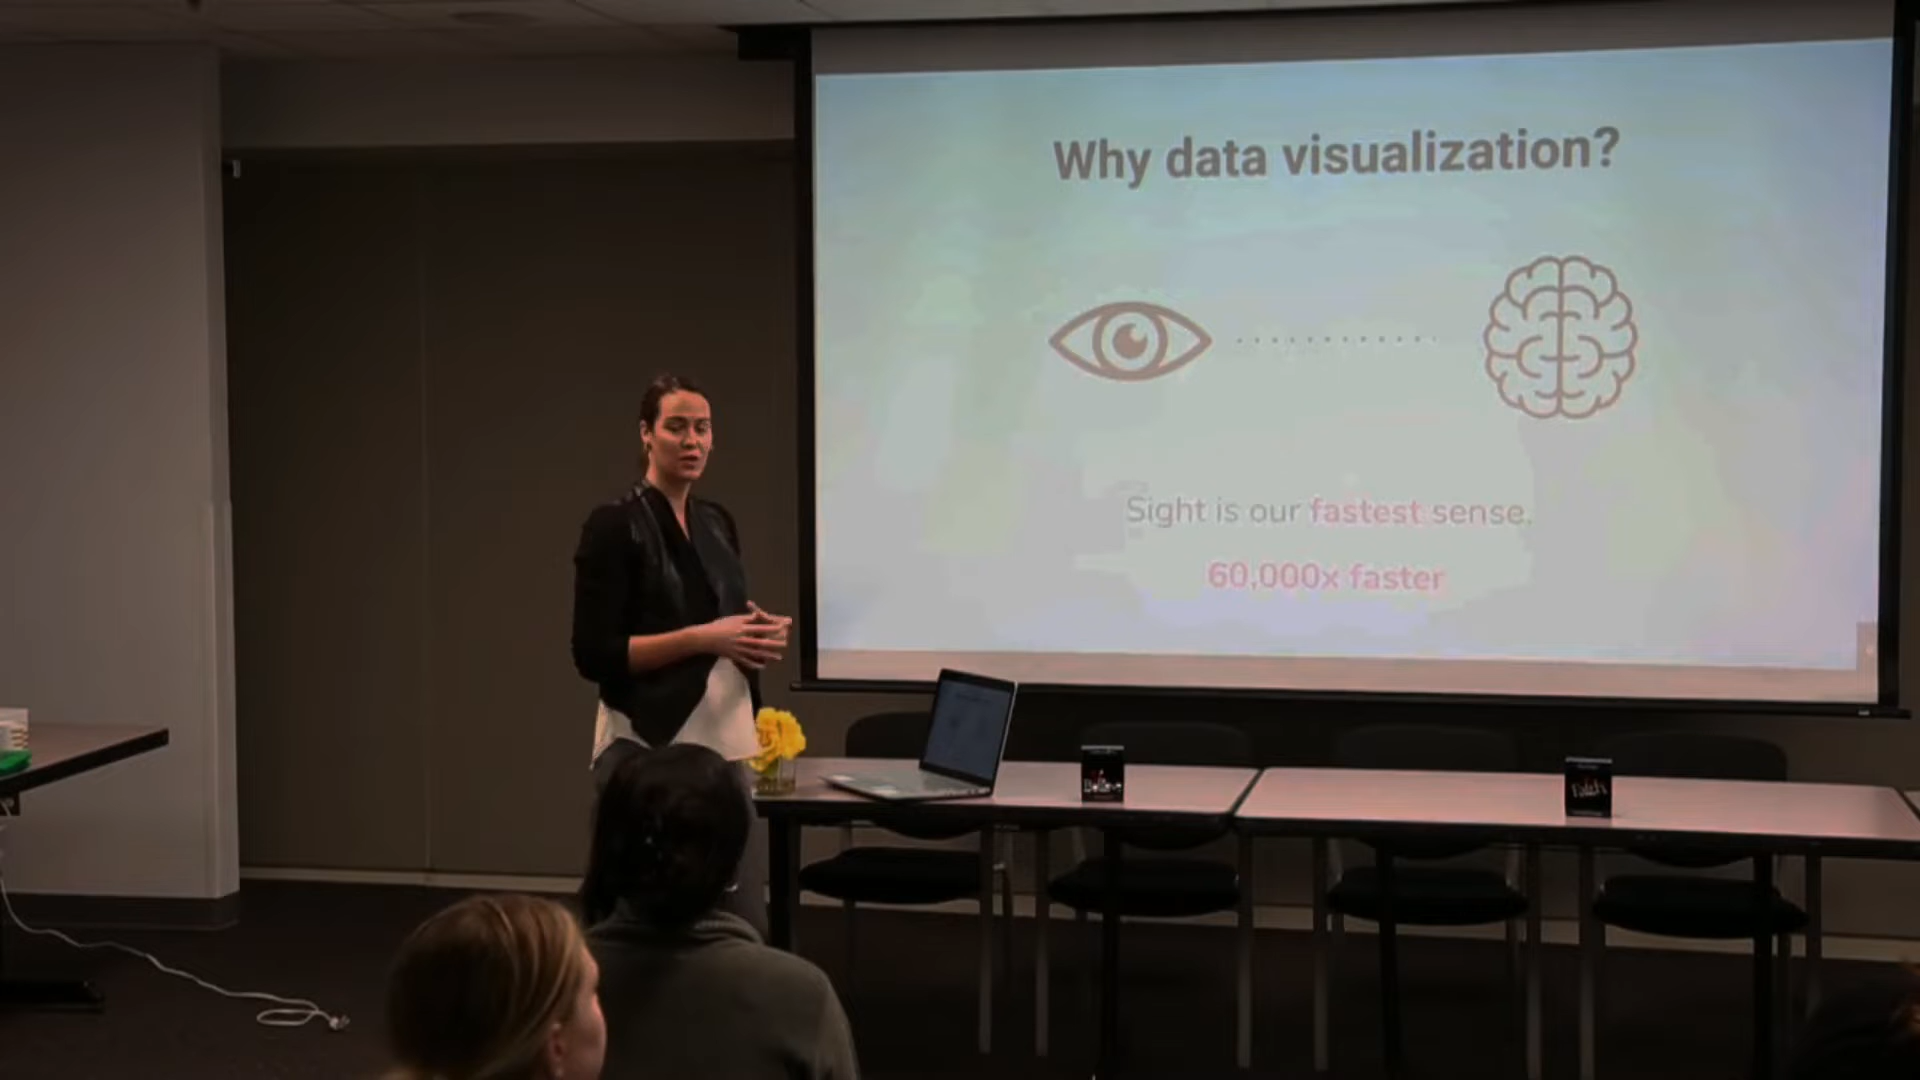 Why data visualization?
Sight is our fastest sense.
60,000x faster